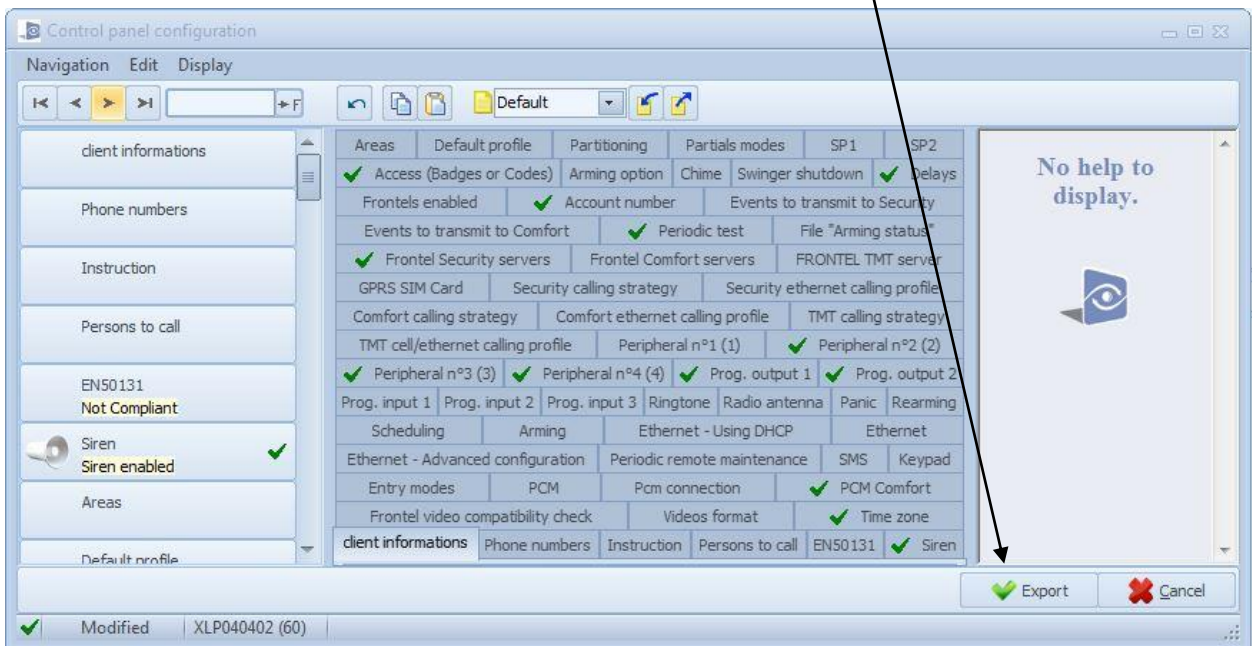 Control panel configuration
Navigation Edit Display
F Default
client informations
Phone numbers
Instruction
Persons to call
EN50131
Not Compliant
Siren
Siren enabled
Areas
Default profile
Areas Default profile Partitioning Partials modes SP1 SP2
Access (Badges or Codes) Arming option Chime Swinger shutdown Delays
Frontels enabled Account number Events to transmit to Security
Events to transmit to Comfort Periodic test File "Arming status"
Frontel Security servers Frontel Comfort servers FRONTEL TMT server
GPRS SIM Card Security calling strategy Security ethernet calling profile
Comfort calling strategy Comfort ethernet calling profile TMT calling strategy
TMT cell/ethernet calling profile Peripheral n°1 (1) Peripheral n°2 (2)
Peripheral n°3 (3) Peripheral n°4 (4) Prog. output 1 Prog. output 2
Prog. input 1 Prog. input 2 Prog. input 3 Ringtone Radio antenna Panic Rearming
Scheduling Arming Ethernet - Using DHCP Ethernet
Ethernet - Advanced configuration Periodic remote maintenance SMS Keypad
Entry modes PCM Pcm connection PCM Comfort
Frontel video compatibility check Videos format Time zone
client informations Phone numbers Instruction Persons to call EN50131 Siren
No help to
display.
Export Cancel
Modified XLP040402 (60)